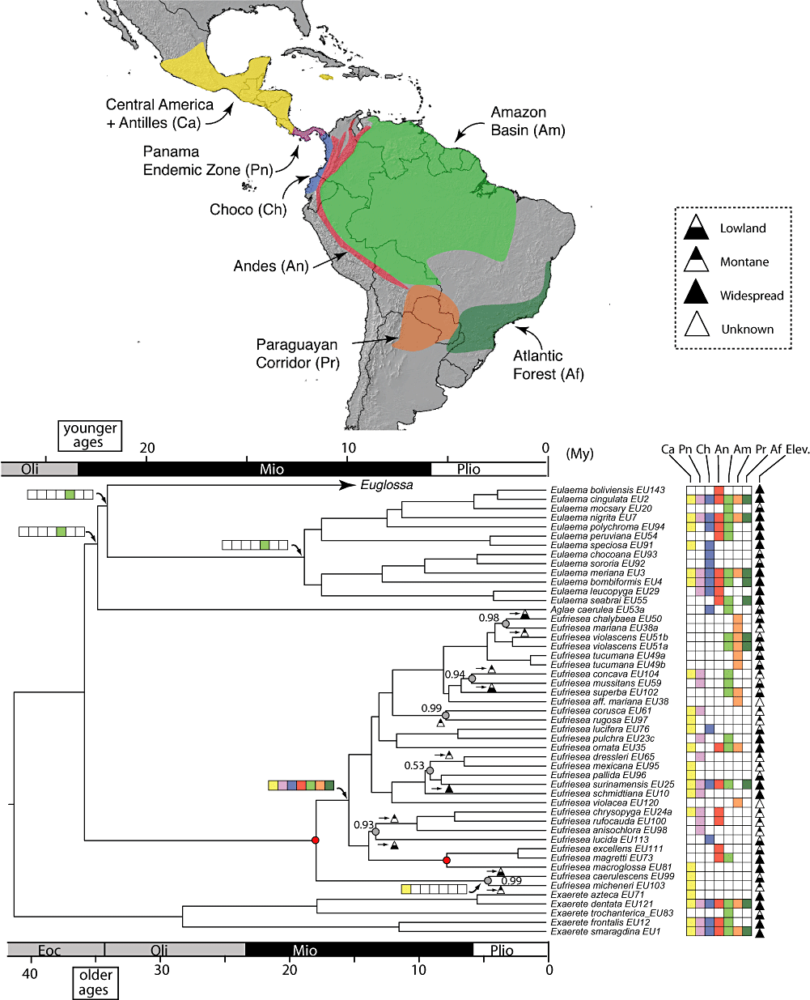 Central America
+ Antilles (Ca)
Amazon
Basin (Am)
Panama
Endemic Zone (Pn)
Choco (Ch)
Andes (An)
Paraguayan
Corridor (Pr)
Atlantic
Forest (Af)
Lowland
Montane
Widespread
Unknown
younger
ages
20
10
0
(My)
Oli
Mio
Plio
Ca Pn Ch An Am Pr Af Elev.
Euglossa
Eulaema boliviensis EU143
Eulaema cingulata EU2
Eulaema mocsary EU20
Eulaema nigrita EU7
Eulaema polychroma EU94
Eulaema peruviana EU54
Eulaema speciosa EU91
Eulaema chocoana EU93
Eulaema sororia EU92
Eulaema meriana EU3
Eulaema bombiformis EU4
Eulaema leucopyga EU29
Eulaema seabrai EU55
Aglae caerulea EU53a
Eufriesea chalybaea EU50
Eufriesea mariana EU38a
Eufriesea violascens EU51b
Eufriesea violascens EU51a
Eufriesea tucumana EU49a
Eufriesea tucumana EU49b
Eufriesea concava EU104
Eufriesea mussitans EU59
Eufriesea superba EU102
Eufriesea aff. mariana EU38
Eufriesea corusca EU61
Eufriesea rugosa EU97
Eufriesea lucifera EU76
Eufriesea pulchra EU23c
Eufriesea ornata EU35
Eufriesea dressleri EU65
Eufriesea mexicana EU95
Eufriesea pallida EU96
Eufriesea surinamensis EU25
Eufriesea schmidtiana EU10
Eufriesea violacea EU120
Eufriesea chrysopyga EU24a
Eufriesea rufocauda EU100
Eufriesea anisochlora EU98
Eufriesea lucida EU113
Eufriesea excellens EU111
Eufriesea magretti EU73
Eufriesea macroglossa EU81
Eufriesea caerulescens EU99
Eufriesea micheneri EU103
Exaerete azteca EU71
Exaerete dentata EU121
Exaerete trochanterica_EU83
Exaerete frontalis EU12
Exaerete smaragdina EU1
0.98
0.94
0.99
0.53
0.93
0.99
Eoc
Oli
Mio
Plio
40
older
ages
30
20
10
0